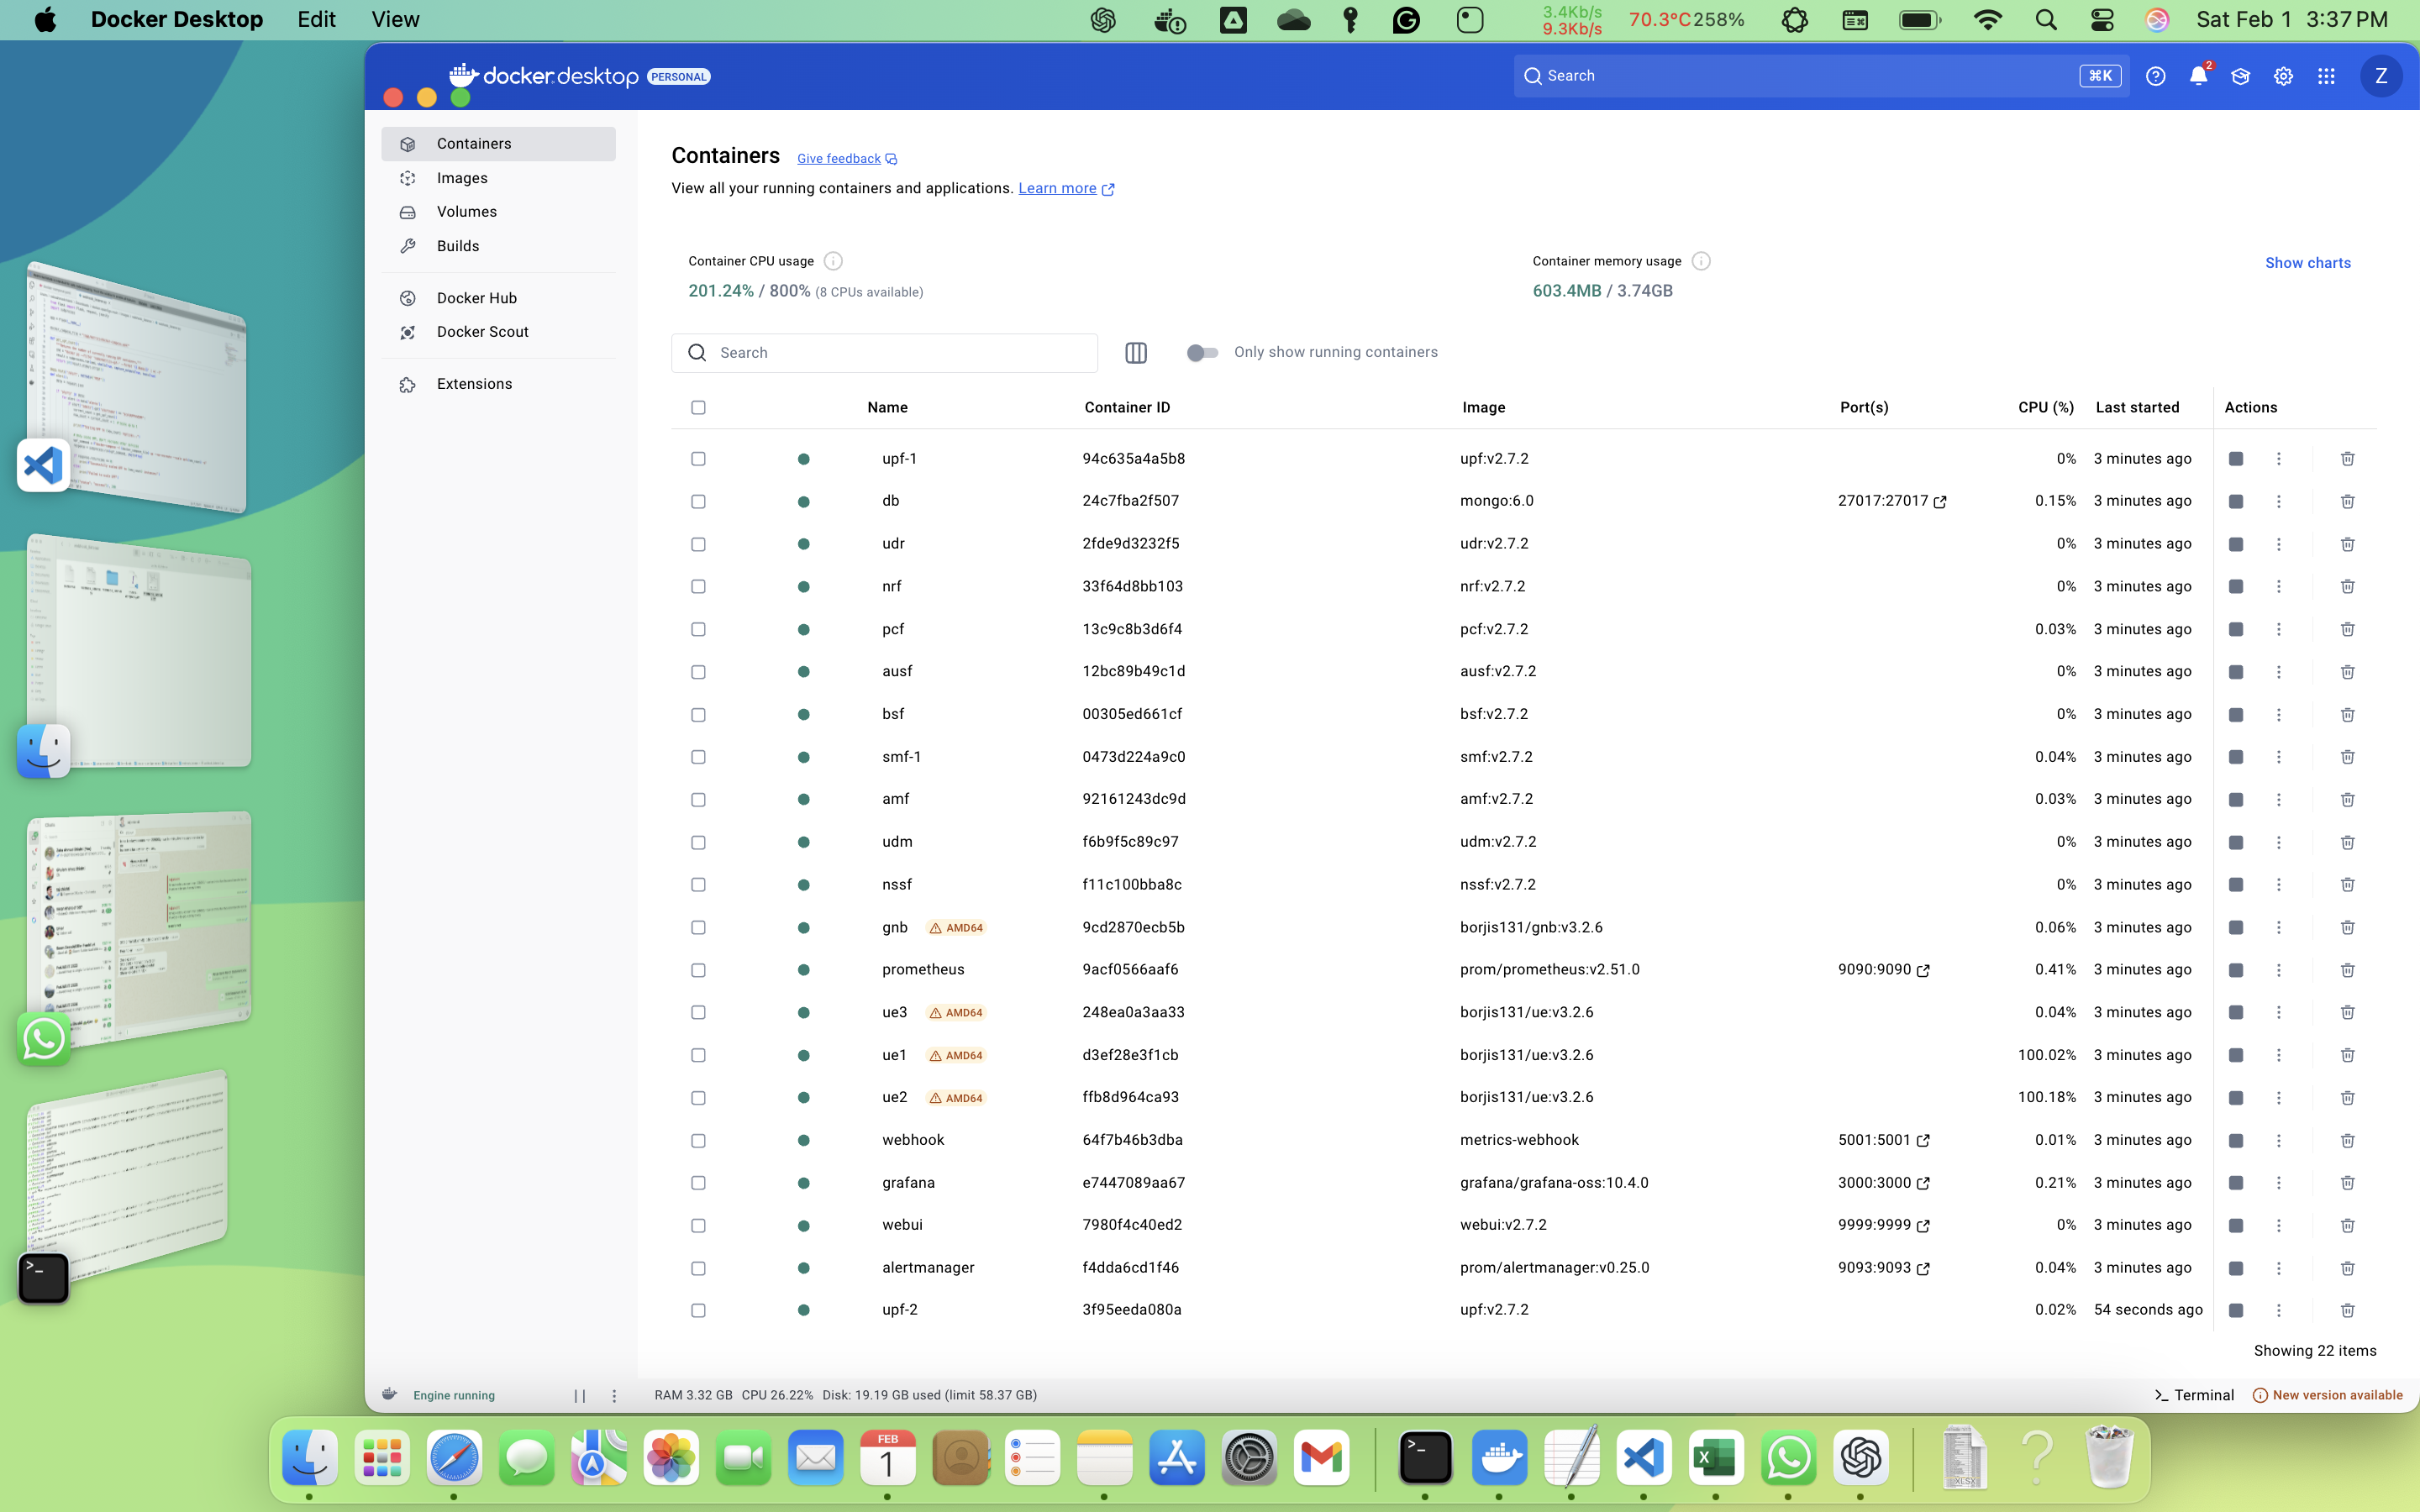 Docker Desktop Edit View 3.4Kb/s 70.3°C 258% Sat Feb 1 3:37 PM
9.3Kb/s
docker desktop PERSONAL Search ⌘K 2 Z
Containers
Images
Volumes
Builds
Docker Hub
Docker Scout
Extensions
Containers Give feedback
View all your running containers and applications. Learn more
Container CPU usage Container memory usage Show charts
201.24% / 800% (8 CPUs available) 603.4MB / 3.74GB
Search Only show running containers
Name Container ID Image Port(s) CPU (%) Last started Actions
upf-1 94c635a4a5b8 upf:v2.7.2 0% 3 minutes ago
db 24c7fba2f507 mongo:6.0 27017:27017 0.15% 3 minutes ago
udr 2fde9d3232f5 udr:v2.7.2 0% 3 minutes ago
nrf 33f64d8bb103 nrf:v2.7.2 0% 3 minutes ago
pcf 13c9c8b3d6f4 pcf:v2.7.2 0.03% 3 minutes ago
ausf 12bc89b49c1d ausf:v2.7.2 0% 3 minutes ago
bsf 00305ed661cf bsf:v2.7.2 0% 3 minutes ago
smf-1 0473d224a9c0 smf:v2.7.2 0.04% 3 minutes ago
amf 92161243dc9d amf:v2.7.2 0.03% 3 minutes ago
udm f6b9f5c89c97 udm:v2.7.2 0% 3 minutes ago
nssf f11c100bba8c nssf:v2.7.2 0% 3 minutes ago
gnb AMD64 9cd2870ecb5b borjis131/gnb:v3.2.6 0.06% 3 minutes ago
prometheus 9acf0566aaf6 prom/prometheus:v2.51.0 9090:9090 0.41% 3 minutes ago
ue3 AMD64 248ea0a3aa33 borjis131/ue:v3.2.6 0.04% 3 minutes ago
ue1 AMD64 d3ef28e3f1cb borjis131/ue:v3.2.6 100.02% 3 minutes ago
ue2 AMD64 ffb8d964ca93 borjis131/ue:v3.2.6 100.18% 3 minutes ago
webhook 64f7b46b3dba metrics-webhook 5001:5001 0.01% 3 minutes ago
grafana e7447089aa67 grafana/grafana-oss:10.4.0 3000:3000 0.21% 3 minutes ago
webui 7980f4c40ed2 webui:v2.7.2 9999:9999 0% 3 minutes ago
alertmanager f4dda6cd1f46 prom/alertmanager:v0.25.0 9093:9093 0.04% 3 minutes ago
upf-2 3f95eeda080a upf:v2.7.2 0.02% 54 seconds ago
Showing 22 items
Engine running RAM 3.32 GB CPU 26.22% Disk: 19.19 GB used (limit 58.37 GB) Terminal New version available
FEB
1